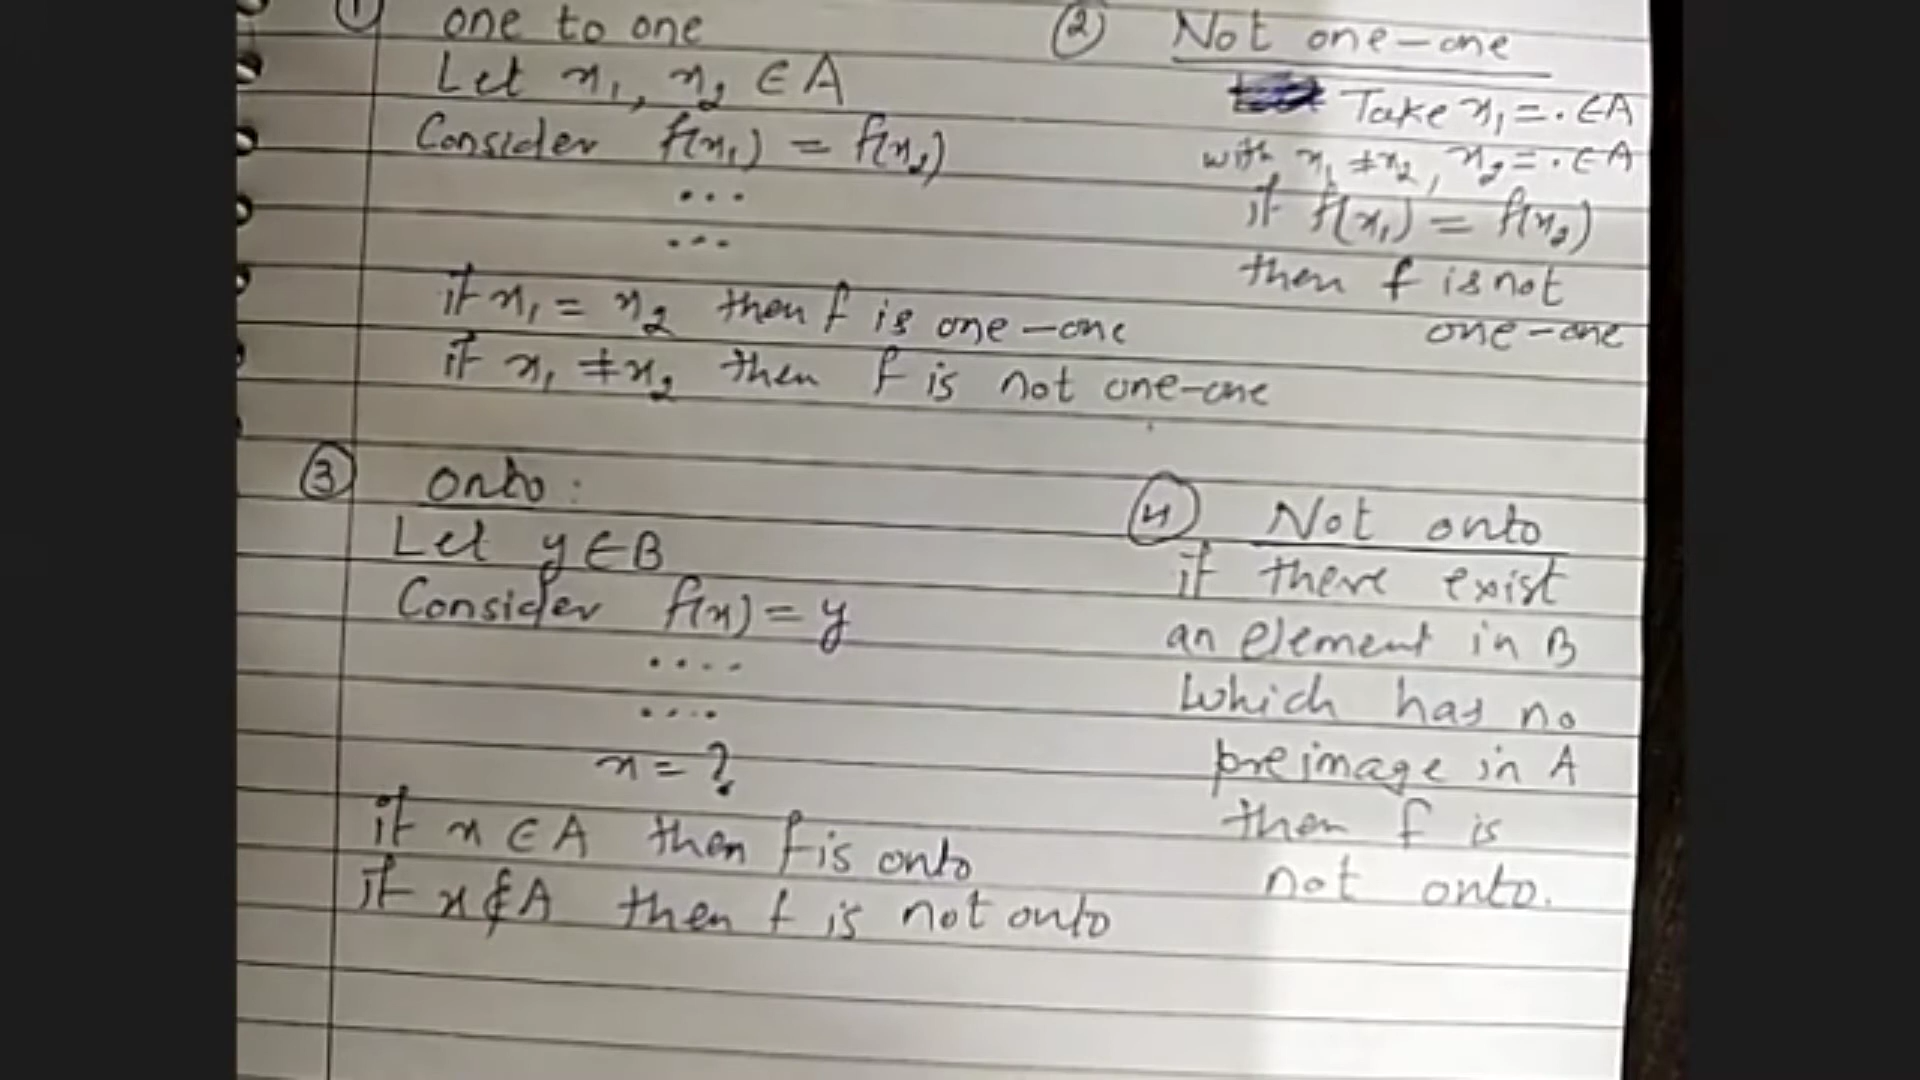 ① one to one
Let x₁, x₂ ∈ A
Consider f(x₁) = f(x₂)
...
...
if x₁ = x₂ then f is one-one
if x₁ ≠ x₂ then f is not one-one
② Not one-one
Take x₁ = . ∈ A
with x₁ ≠ x₂, x₂ = . ∈ A
if f(x₁) = f(x₂)
then f is not
one-one
③ onto:
Let y ∈ B
Consider f(x) = y
....
....
x = ?
if x ∈ A then f is onto
if x ∉ A then f is not onto
④ Not onto
if there exist
an element in B
which has no
preimage in A
then f is
not onto.